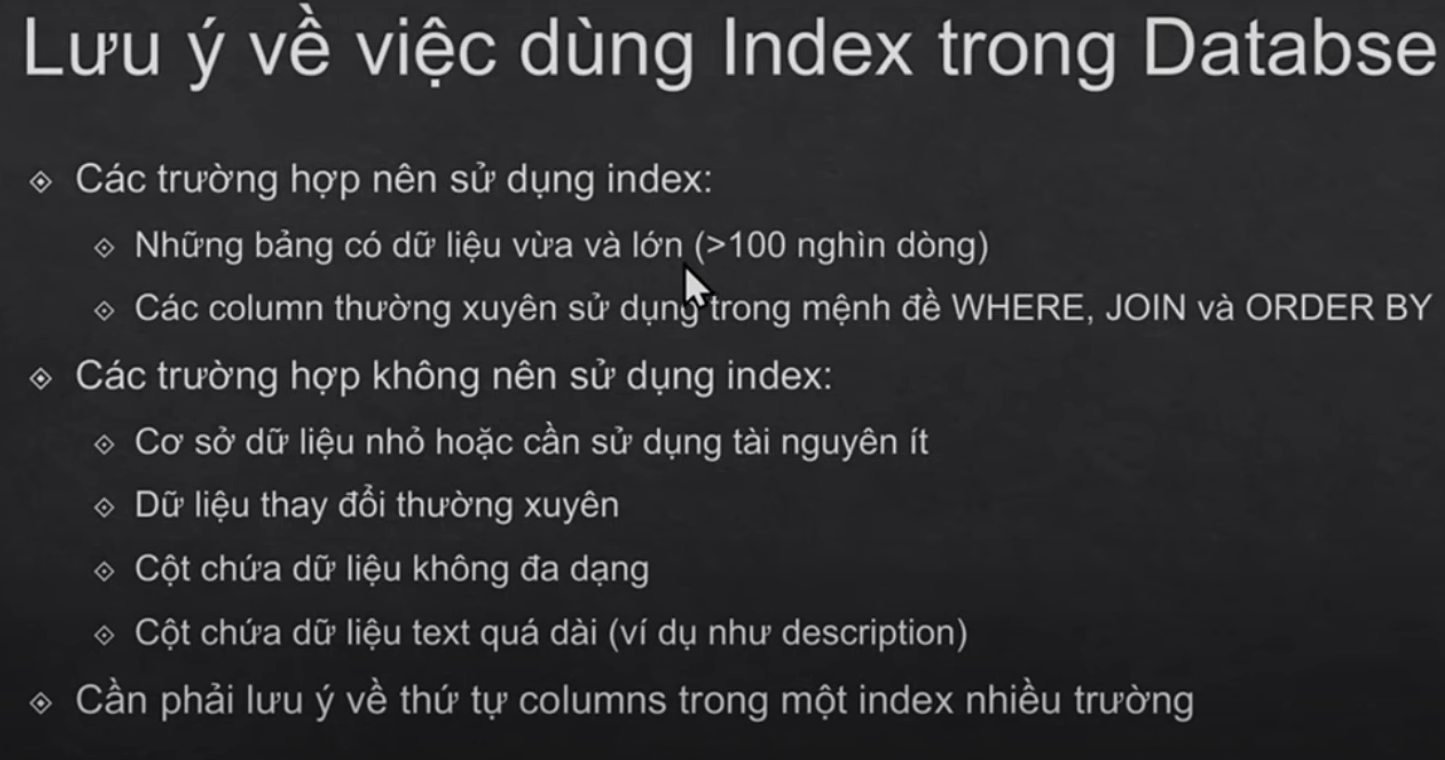 Lưu ý về việc dùng Index trong Databse
Các trường hợp nên sử dụng index:
Những bảng có dữ liệu vừa và lớn (>100 nghìn dòng)
Các column thường xuyên sử dụng trong mệnh đề WHERE, JOIN và ORDER BY
Các trường hợp không nên sử dụng index:
Cơ sở dữ liệu nhỏ hoặc cần sử dụng tài nguyên ít
Dữ liệu thay đổi thường xuyên
Cột chứa dữ liệu không đa dạng
Cột chứa dữ liệu text quá dài (ví dụ như description)
Cần phải lưu ý về thứ tự columns trong một index nhiều trường